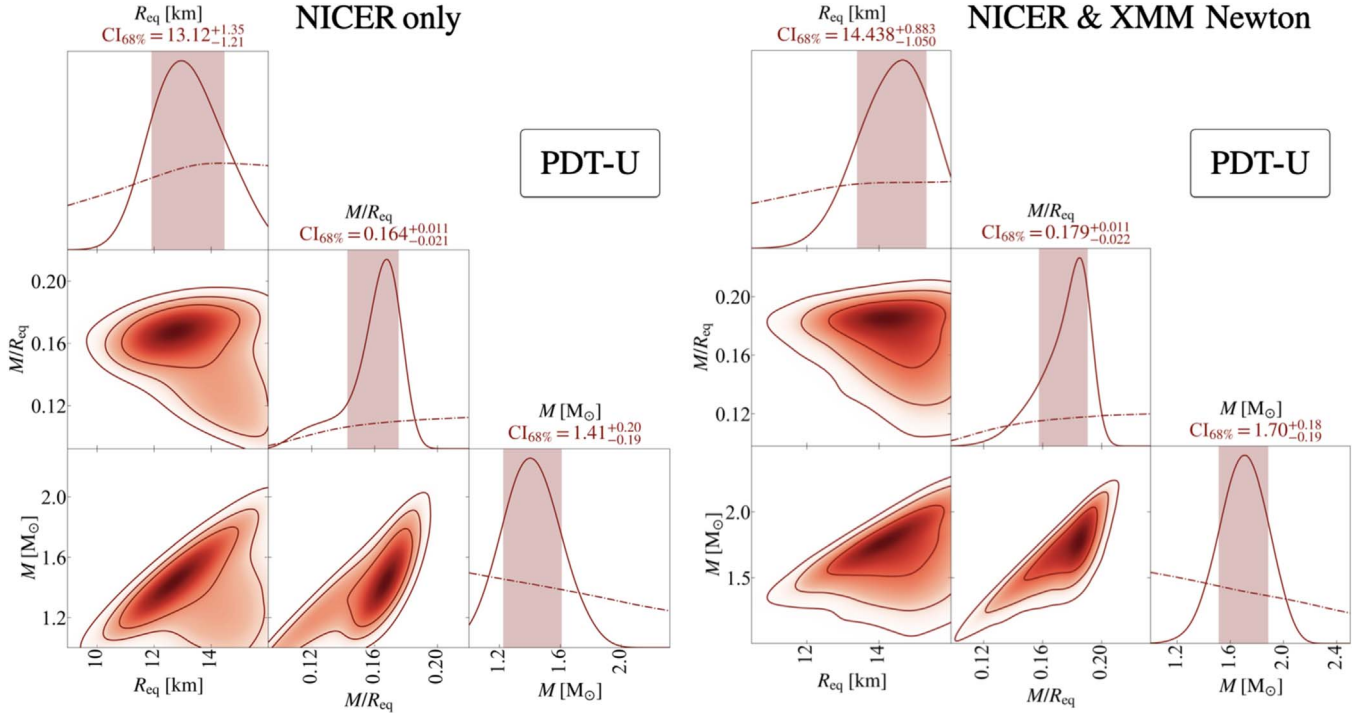 NICER only
R_eq [km]
CI_68% = 13.12^{+1.35}_{-1.21}
PDT-U
M/R_eq
CI_68% = 0.164^{+0.011}_{-0.021}
0.20
0.16
0.12
M/R_eq
M [M_⊙]
CI_68% = 1.41^{+0.20}_{-0.19}
2.0
1.6
1.2
M [M_⊙]
10 12 14
R_eq [km]
0.12 0.16 0.20
M/R_eq
1.2 1.6 2.0
M [M_⊙]
NICER & XMM Newton
R_eq [km]
CI_68% = 14.438^{+0.883}_{-1.050}
PDT-U
M/R_eq
CI_68% = 0.179^{+0.011}_{-0.022}
0.20
0.16
0.12
M/R_eq
M [M_⊙]
CI_68% = 1.70^{+0.18}_{-0.19}
2.0
1.5
M [M_⊙]
12 14
R_eq [km]
0.12 0.16 0.20
M/R_eq
1.2 1.6 2.0 2.4
M [M_⊙]